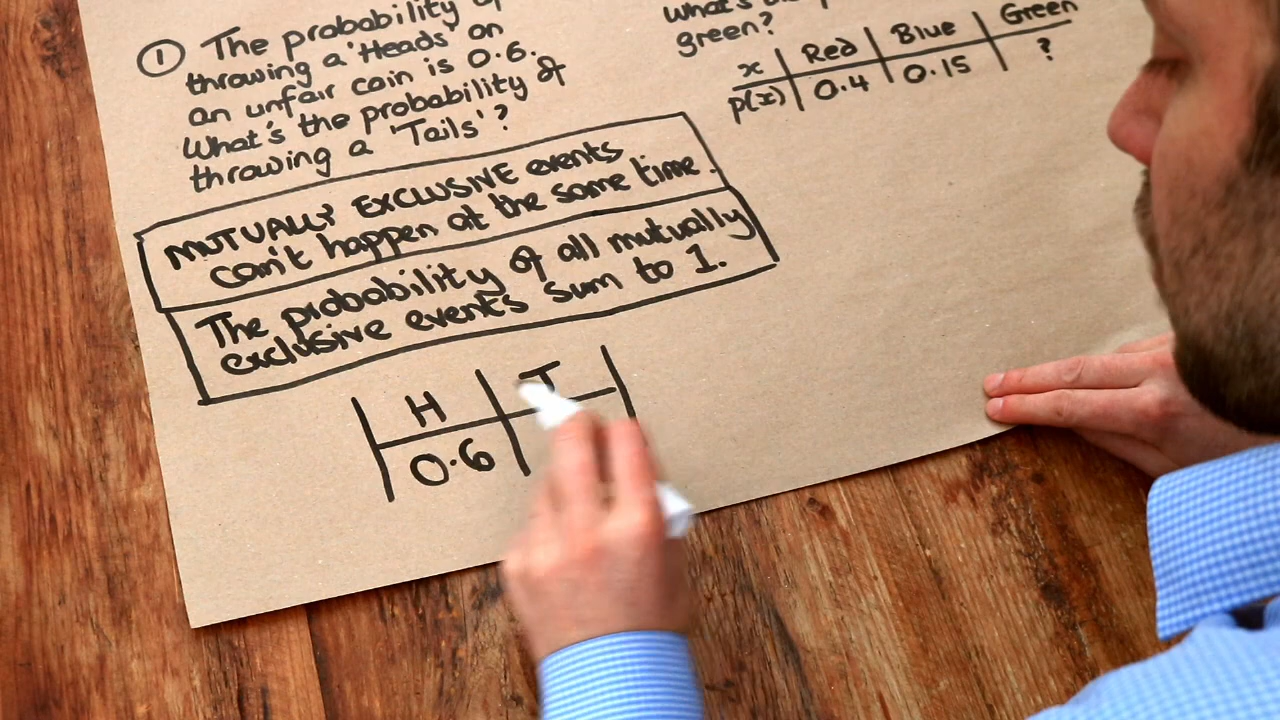 ① The probability of
throwing a 'Heads' on
an unfair coin is 0.6.
What's the probability of
throwing a 'Tails'?
MUTUALLY EXCLUSIVE events
can't happen at the same time.
The probability of all mutually
exclusive events sum to 1.
H T
0.6
what's the
green?
x Red Blue Green
p(x) 0.4 0.15 ?